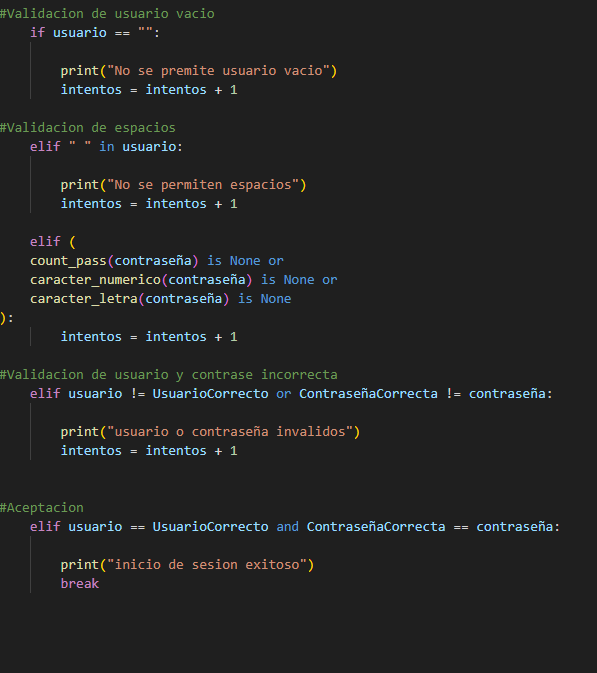 #Validacion de usuario vacio
if usuario == "":
print("No se premite usuario vacio")
intentos = intentos + 1
#Validacion de espacios
elif " " in usuario:
print("No se permiten espacios")
intentos = intentos + 1
elif (
count_pass(contraseña) is None or
caracter_numerico(contraseña) is None or
caracter_letra(contraseña) is None
):
intentos = intentos + 1
#Validacion de usuario y contrase incorrecta
elif usuario != UsuarioCorrecto or ContraseñaCorrecta != contraseña:
print("usuario o contraseña invalidos")
intentos = intentos + 1
#Aceptacion
elif usuario == UsuarioCorrecto and ContraseñaCorrecta == contraseña:
print("inicio de sesion exitoso")
break